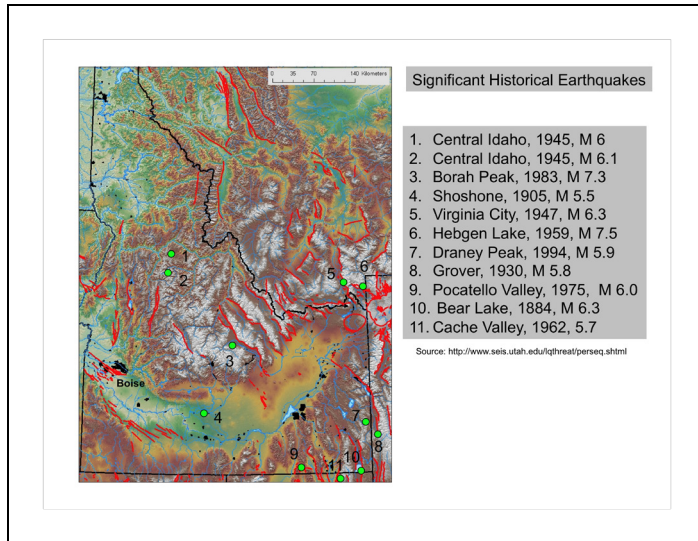 0 35 70 140 Kilometers
Significant Historical Earthquakes
1. Central Idaho, 1945, M 6
2. Central Idaho, 1945, M 6.1
3. Borah Peak, 1983, M 7.3
4. Shoshone, 1905, M 5.5
5. Virginia City, 1947, M 6.3
6. Hebgen Lake, 1959, M 7.5
7. Draney Peak, 1994, M 5.9
8. Grover, 1930, M 5.8
9. Pocatello Valley, 1975, M 6.0
10. Bear Lake, 1884, M 6.3
11. Cache Valley, 1962, 5.7
Source: http://www.seis.utah.edu/lqthreat/perseq.shtml
1
2
5
6
3
Boise
4
7
8
9
10
11